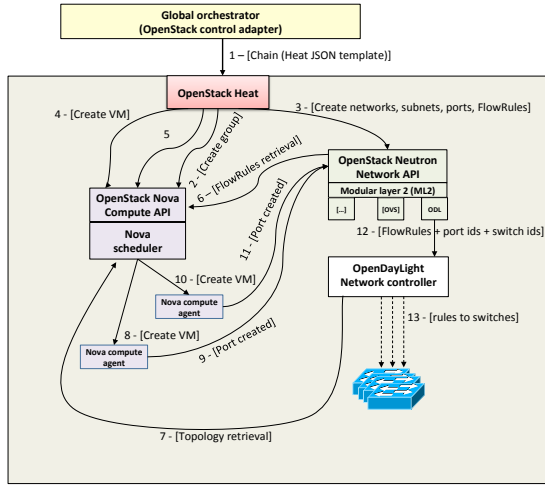 Global orchestrator
(OpenStack control adapter)
1 – [Chain (Heat JSON template)]
OpenStack Heat
4 - [Create VM]
5
2 - [Create group]
3 - [Create networks, subnets, ports, FlowRules]
6 – [FlowRules retrieval]
OpenStack Neutron
Network API
Modular layer 2 (ML2)
[...]
[OVS]
ODL
OpenStack Nova
Compute API
Nova
scheduler
11 - [Port created]
12 - [FlowRules + port ids + switch ids]
10 - [Create VM]
OpenDayLight
Network controller
Nova compute
agent
8 - [Create VM]
9 - [Port created]
13 - [rules to switches]
Nova compute
agent
7 - [Topology retrieval]